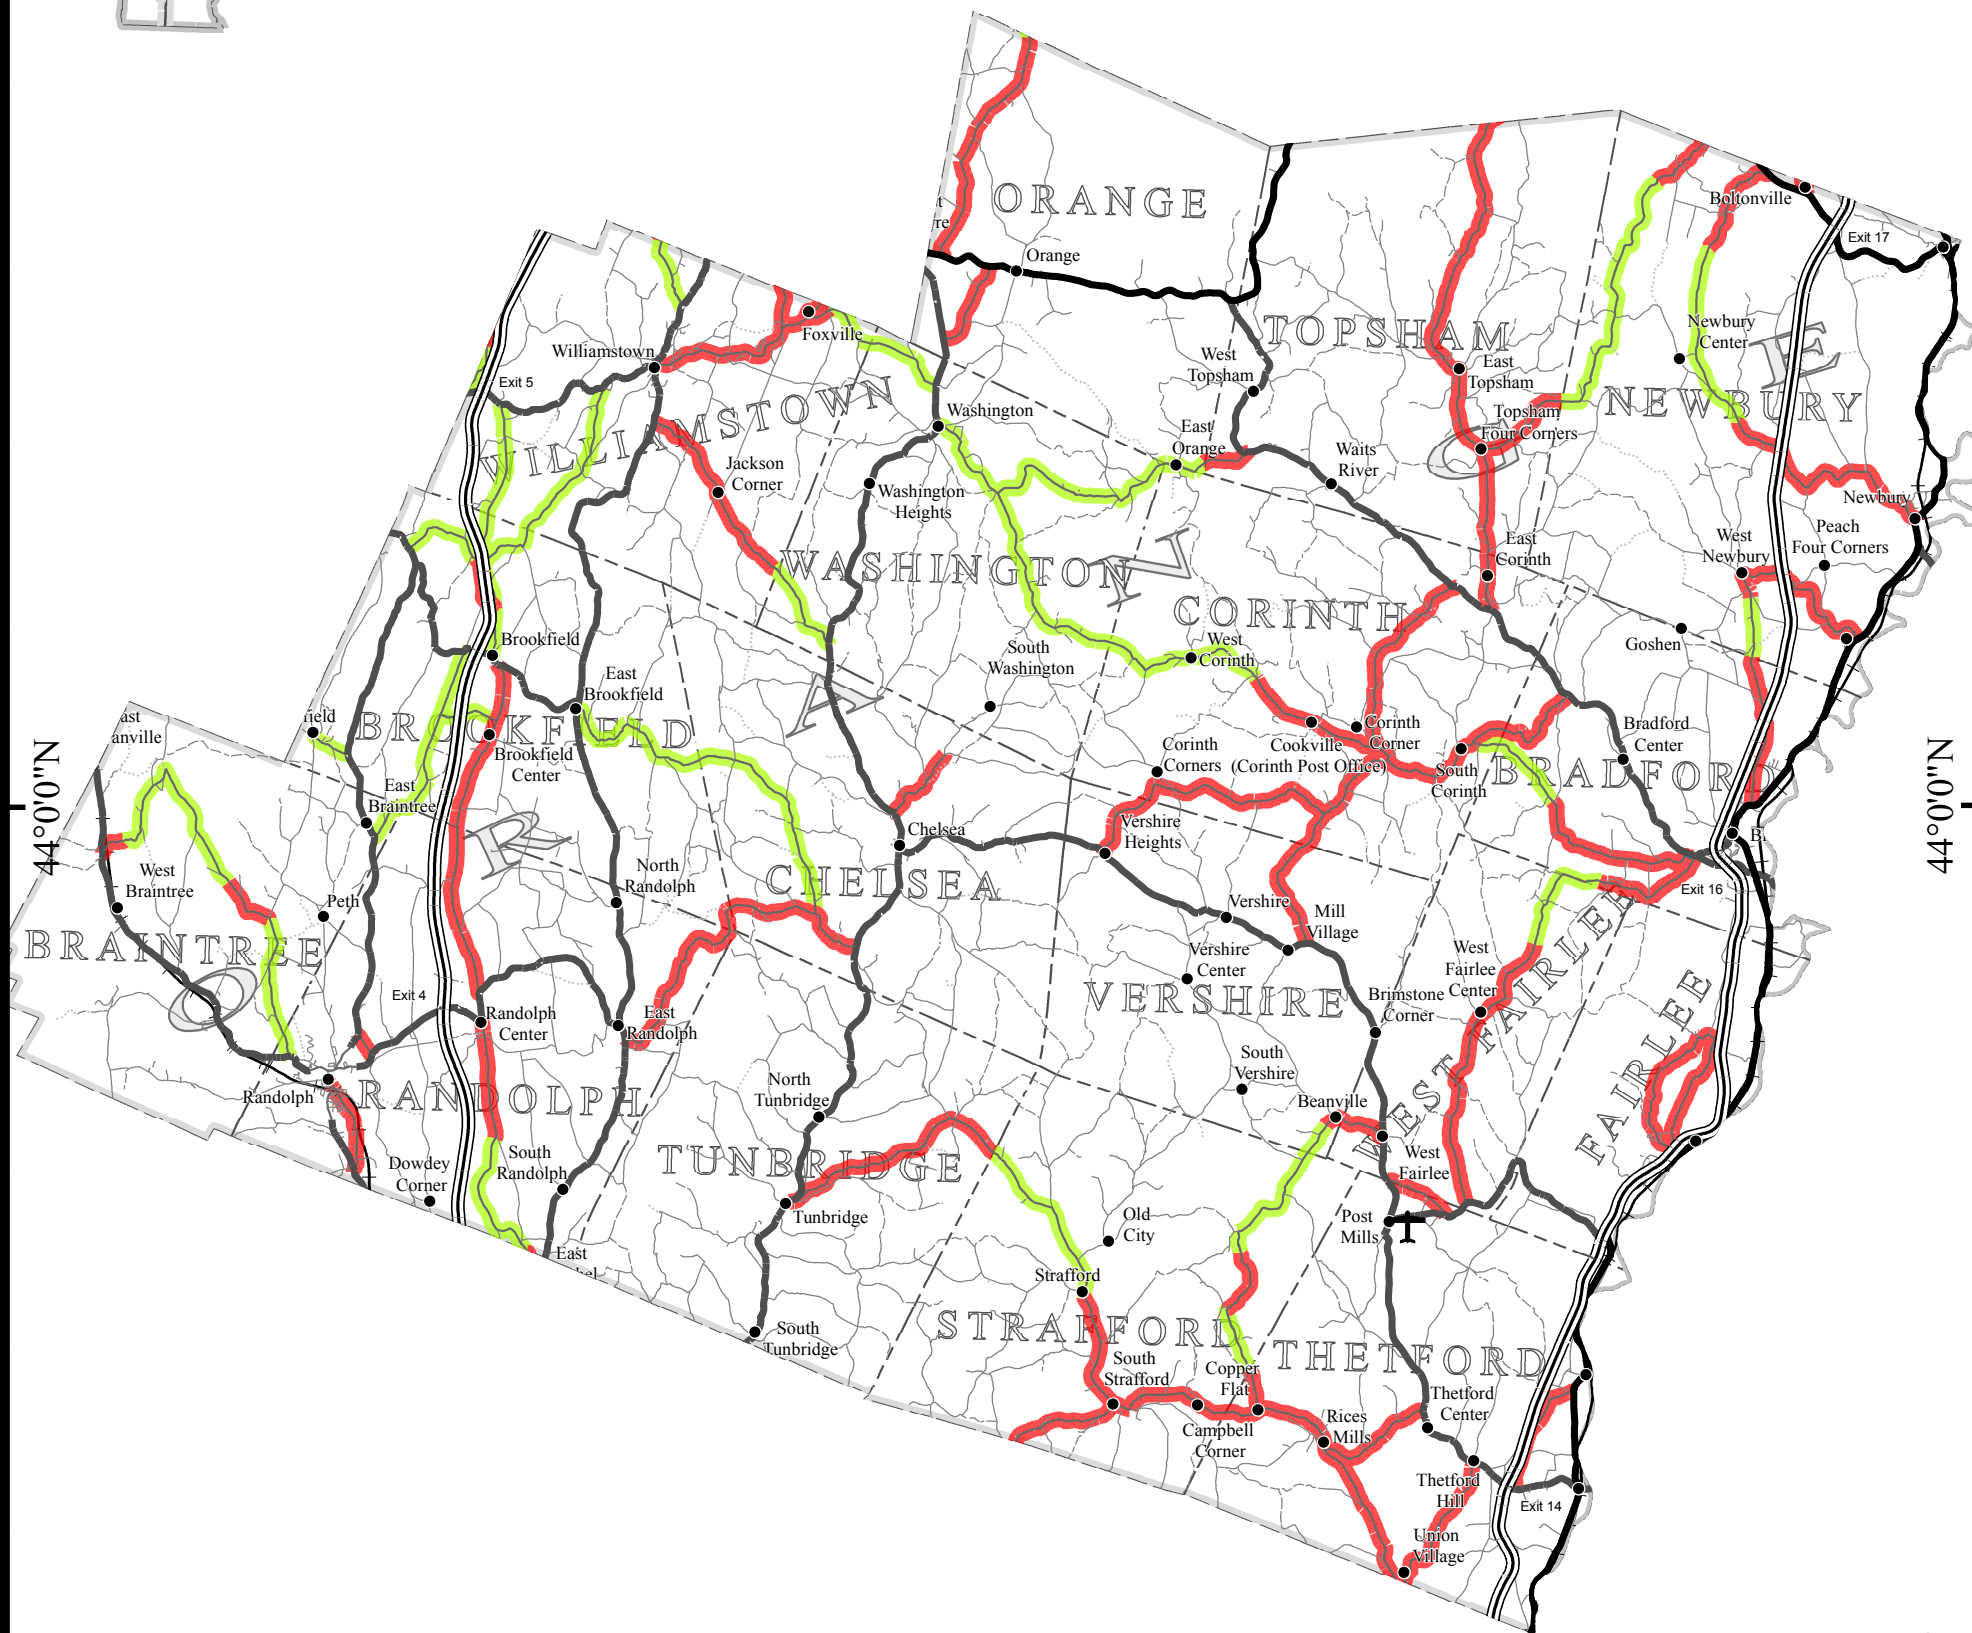 ORANGE
Orange
Boltonville
Exit 17
TOPSHAM
Foxville
Williamstown
Exit 5
West
Topsham
East
Topsham
Newbury
Center
E
NEWBURY
WILLIAMSTOWN
Washington
Topsham
Four Corners
C
East
Orange
Waits
River
Jackson
Corner
Washington
Heights
Newbury
Peach
Four Corners
West
Newbury
East
Corinth
WASHINGTON
N
CORINTH
Goshen
Brookfield
South
Washington
West
Corinth
East
Brookfield
A
field
BROOKFIELD
ast
anville
Brookfield
Center
Corinth
Corner
Cookville
(Corinth Post Office)
Corinth
Corners
Bradford
Center
South
Corinth
BRADFORD
44°0'0"N
44°0'0"N
East
Braintree
R
Chelsea
Vershire
Heights
West
Braintree
Peth
North
Randolph
CHELSEA
Exit 16
Vershire
Mill
Village
BRAINTREE
O
Vershire
Center
West
Fairlee
Center
VERSHIRE
Exit 4
Randolph
Center
East
Randolph
Brimstone
Corner
WEST FAIRLEE
FAIRLEE
South
Vershire
Randolph
RANDOLPH
North
Tunbridge
Beanville
TUNBRIDGE
West
Fairlee
Dowdey
Corner
South
Randolph
Tunbridge
Old
City
Post
Mills
East
hel
Strafford
STRAFFORD
South
Tunbridge
THETFORD
South
Strafford
Copper
Flat
Thetford
Center
Campbell
Corner
Rices
Mills
Thetford
Hill
Exit 14
Union
Village